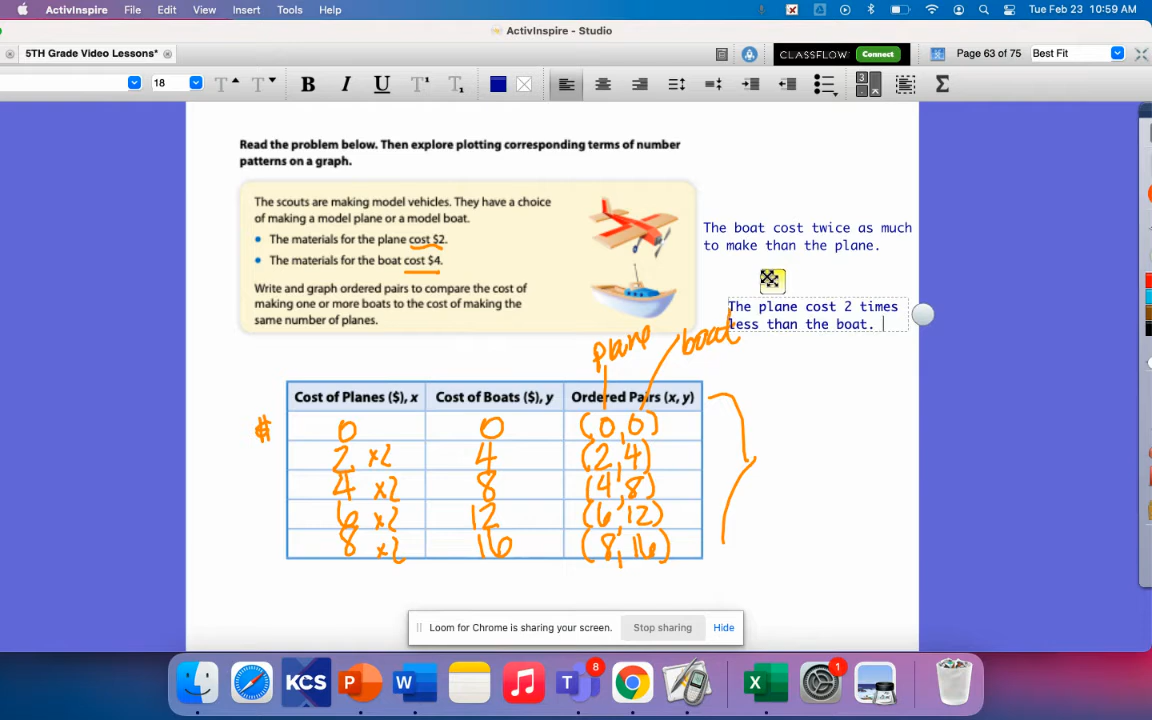 ActivInspire File Edit View Insert Tools Help Tue Feb 23 10:59 AM
ActivInspire - Studio
5TH Grade Video Lessons* CLASSFLOW Connect Page 63 of 75 Best Fit
18 T T B I U T¹ T₁ Σ
Read the problem below. Then explore plotting corresponding terms of number
patterns on a graph.
The scouts are making model vehicles. They have a choice
of making a model plane or a model boat.
• The materials for the plane cost $2.
• The materials for the boat cost $4.
Write and graph ordered pairs to compare the cost of
making one or more boats to the cost of making the
same number of planes.
The boat cost twice as much
to make than the plane.
The plane cost 2 times
less than the boat.
plane boat
Cost of Planes ($), x Cost of Boats ($), y Ordered Pairs (x, y)
$ 0 0 (0,0)
2 x2 4 (2,4)
4 x2 8 (4,8)
6 x2 12 (6,12)
8 x2 16 (8,16)
Loom for Chrome is sharing your screen. Stop sharing Hide
KCS P W T 8 X 1